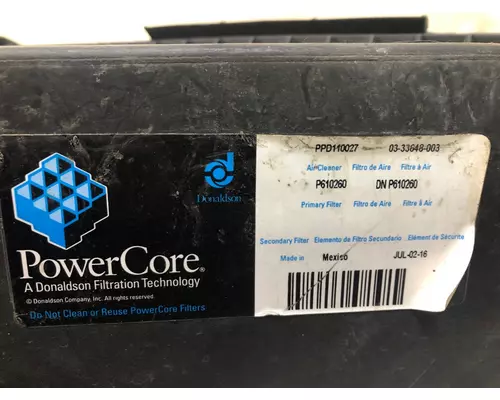 PPD110027 03-33648-003
Air Cleaner Filtro de Aire Filtre à Air
P610260 DN P610260
Primary Filter Filtro de Aire Filtre à Air
Donaldson
Secondary Filter Elemento de Filtro Secundario Elément de Sécurité
Made in Mexico JUL-02-16
PowerCore®
A Donaldson Filtration Technology
© Donaldson Company, Inc. All rights reserved.
Do Not Clean or Reuse PowerCore Filters